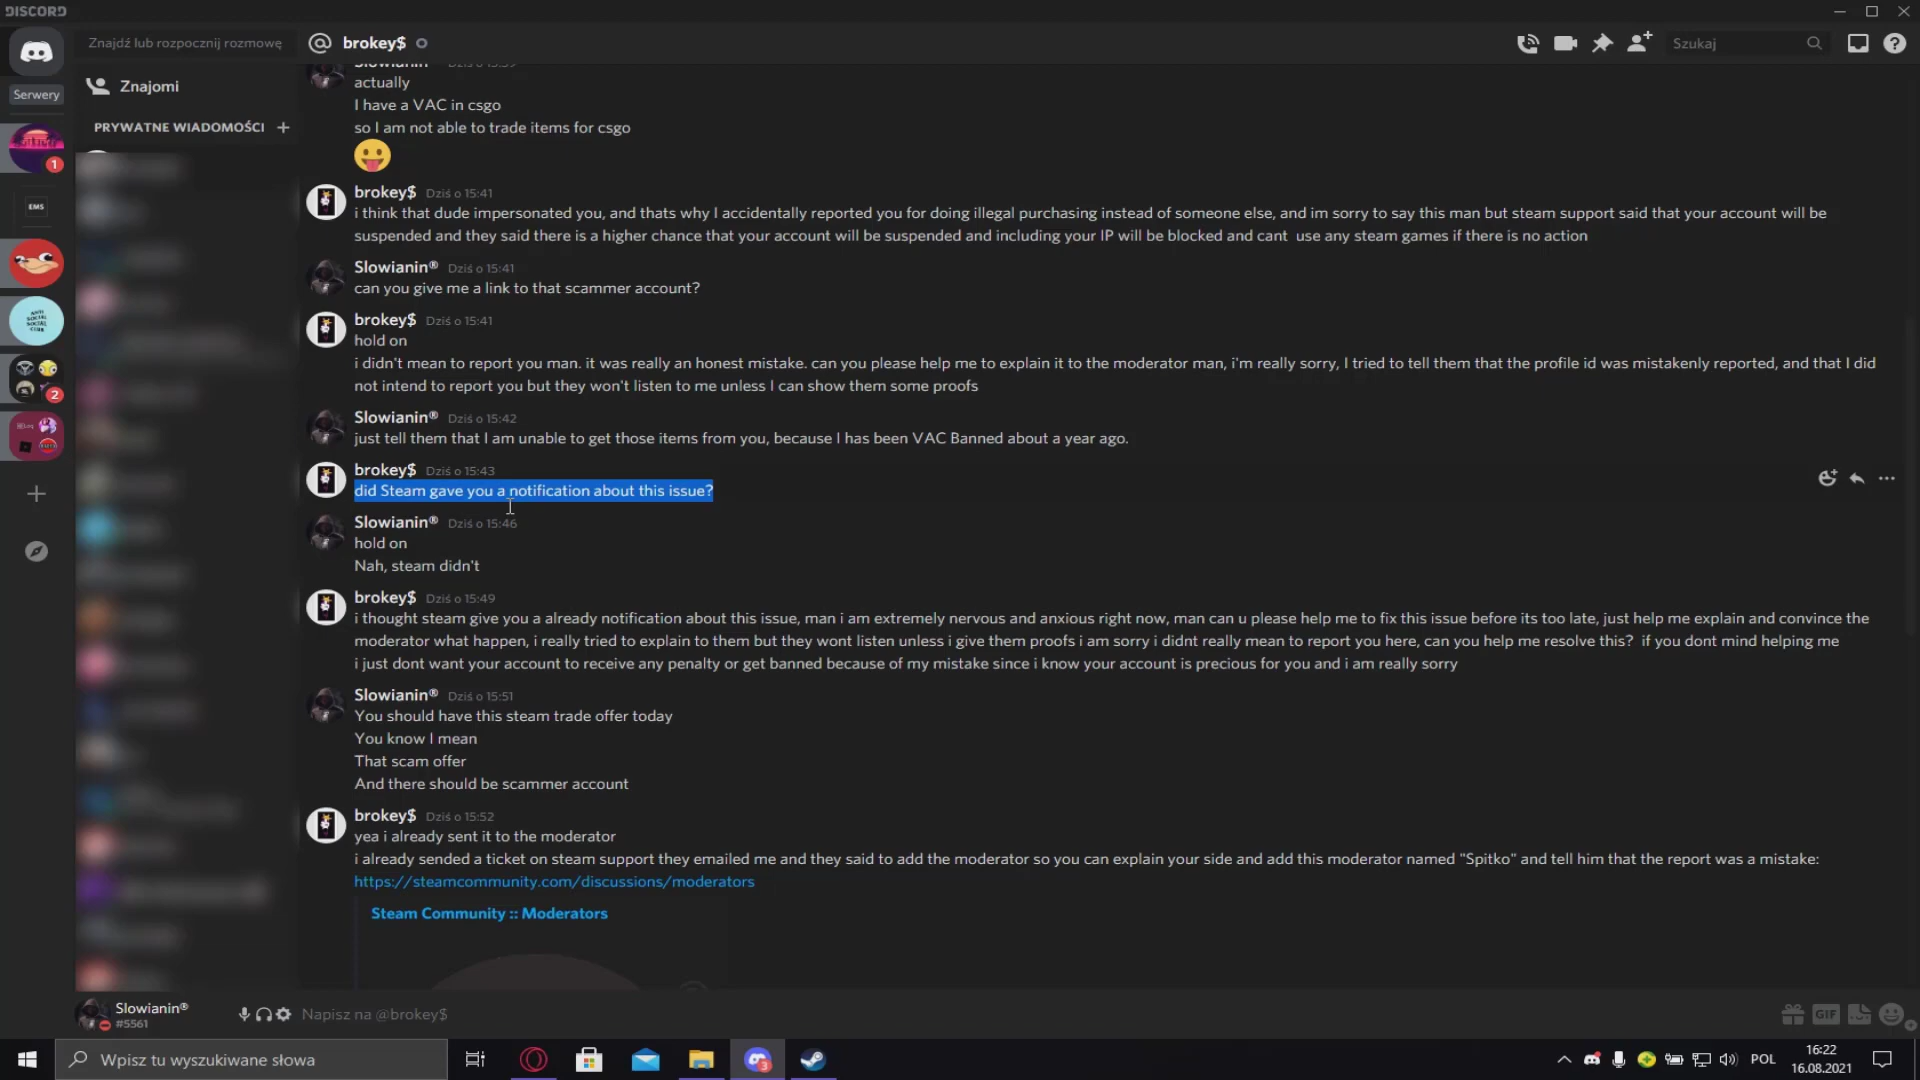 DISCORD
Znajdź lub rozpocznij rozmowę
brokey$
Szukaj
Serwery
Znajomi
PRYWATNE WIADOMOŚCI
1
EMS
ANTI
SOCIAL
SOCIAL
CLUB
2
Slowianin® Dziś o 15:39
actually
I have a VAC in csgo
so I am not able to trade items for csgo
brokey$ Dziś o 15:41
i think that dude impersonated you, and thats why I accidentally reported you for doing illegal purchasing instead of someone else, and im sorry to say this man but steam support said that your account will be
suspended and they said there is a higher chance that your account will be suspended and including your IP will be blocked and cant  use any steam games if there is no action
Slowianin® Dziś o 15:41
can you give me a link to that scammer account?
brokey$ Dziś o 15:41
hold on
i didn't mean to report you man. it was really an honest mistake. can you please help me to explain it to the moderator man, i'm really sorry, I tried to tell them that the profile id was mistakenly reported, and that I did
not intend to report you but they won't listen to me unless I can show them some proofs
Slowianin® Dziś o 15:42
just tell them that I am unable to get those items from you, because I has been VAC Banned about a year ago.
brokey$ Dziś o 15:43
did Steam gave you a notification about this issue?
Slowianin® Dziś o 15:46
hold on
Nah, steam didn't
brokey$ Dziś o 15:49
i thought steam give you a already notification about this issue, man i am extremely nervous and anxious right now, man can u please help me to fix this issue before its too late, just help me explain and convince the
moderator what happen, i really tried to explain to them but they wont listen unless i give them proofs i am sorry i didnt really mean to report you here, can you help me resolve this?  if you dont mind helping me
i just dont want your account to receive any penalty or get banned because of my mistake since i know your account is precious for you and i am really sorry
Slowianin® Dziś o 15:51
You should have this steam trade offer today
You know I mean
That scam offer
And there should be scammer account
brokey$ Dziś o 15:52
yea i already sent it to the moderator
i already sended a ticket on steam support they emailed me and they said to add the moderator so you can explain your side and add this moderator named "Spitko" and tell him that the report was a mistake:
https://steamcommunity.com/discussions/moderators
Steam Community :: Moderators
Slowianin®
#5561
Napisz na @brokey$
GIF
Wpisz tu wyszukiwane słowa
3
POL
16:22
16.08.2021